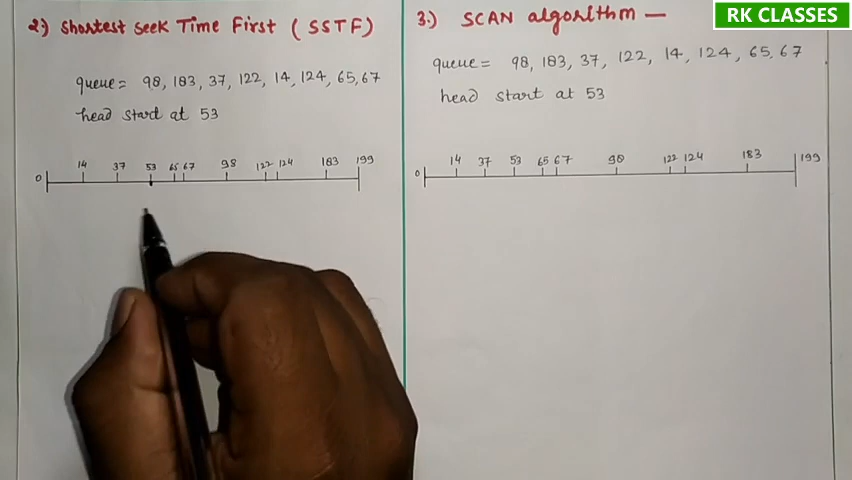 RK CLASSES
2.) Shortest Seek Time First (SSTF)
queue = 98, 183, 37, 122, 14, 124, 65, 67
head start at 53
0 14 37 53 65 67 98 122 124 183 199
3.) SCAN algorithm —
queue = 98, 183, 37, 122, 14, 124, 65, 67
head start at 53
0 14 37 53 65 67 98 122 124 183 199